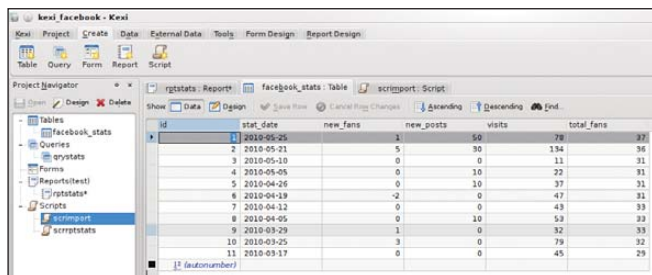 kexi_facebook - Kexi
Kexi Project Create Data External Data Tools Form Design Report Design
Table Query Form Report Script
Project Navigator
Open Design Delete
Tables
facebook_stats
Queries
qrystats
Forms
Reports(test)
rptstats*
Scripts
scrimport
scrrptstats
rptstats : Report* facebook_stats : Table scrimport : Script
Show Data Design Save Row Cancel Row Changes Ascending Descending Find...
id stat_date new_fans new_posts visits total_fans
1 2010-05-25 1 50 78 37
2 2010-05-21 5 30 134 36
3 2010-05-10 0 0 11 31
4 2010-05-05 0 10 22 31
5 2010-04-26 0 10 37 31
6 2010-04-19 -2 0 47 31
7 2010-04-12 0 0 43 33
8 2010-04-05 0 10 53 33
9 2010-03-29 1 0 32 33
10 2010-03-25 3 0 79 32
11 2010-03-17 0 0 45 29
(autonumber)